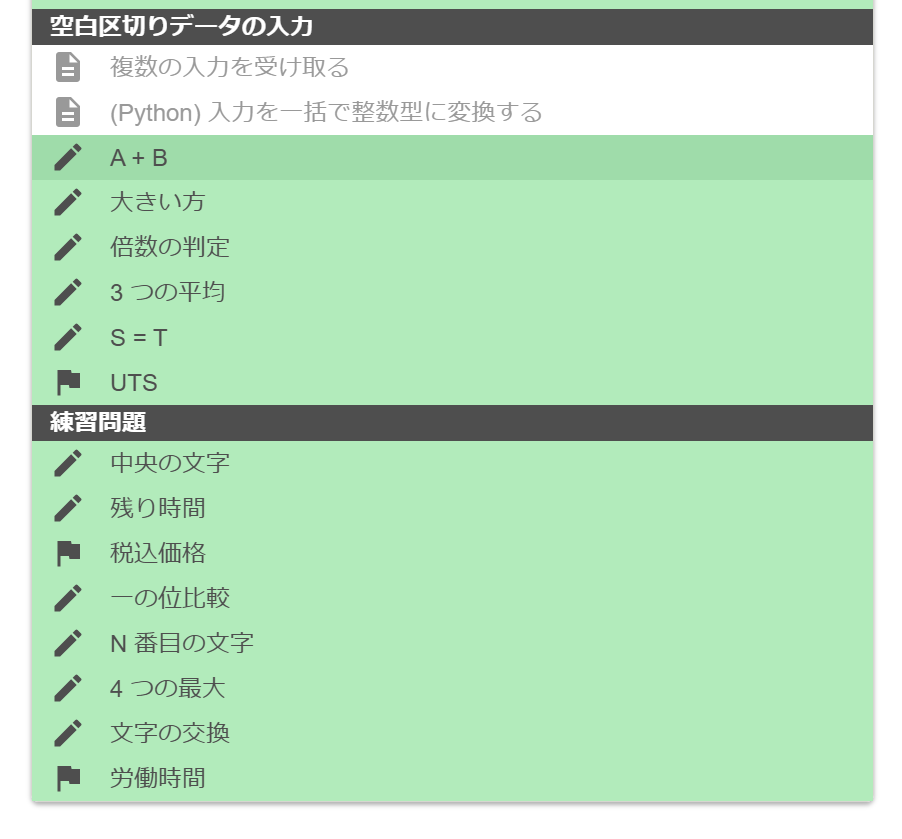 空白区切りデータの入力
複数の入力を受け取る
(Python) 入力を一括で整数型に変換する
A + B
大きい方
倍数の判定
3 つの平均
S = T
UTS
練習問題
中央の文字
残り時間
税込価格
一の位比較
N 番目の文字
4 つの最大
文字の交換
労働時間